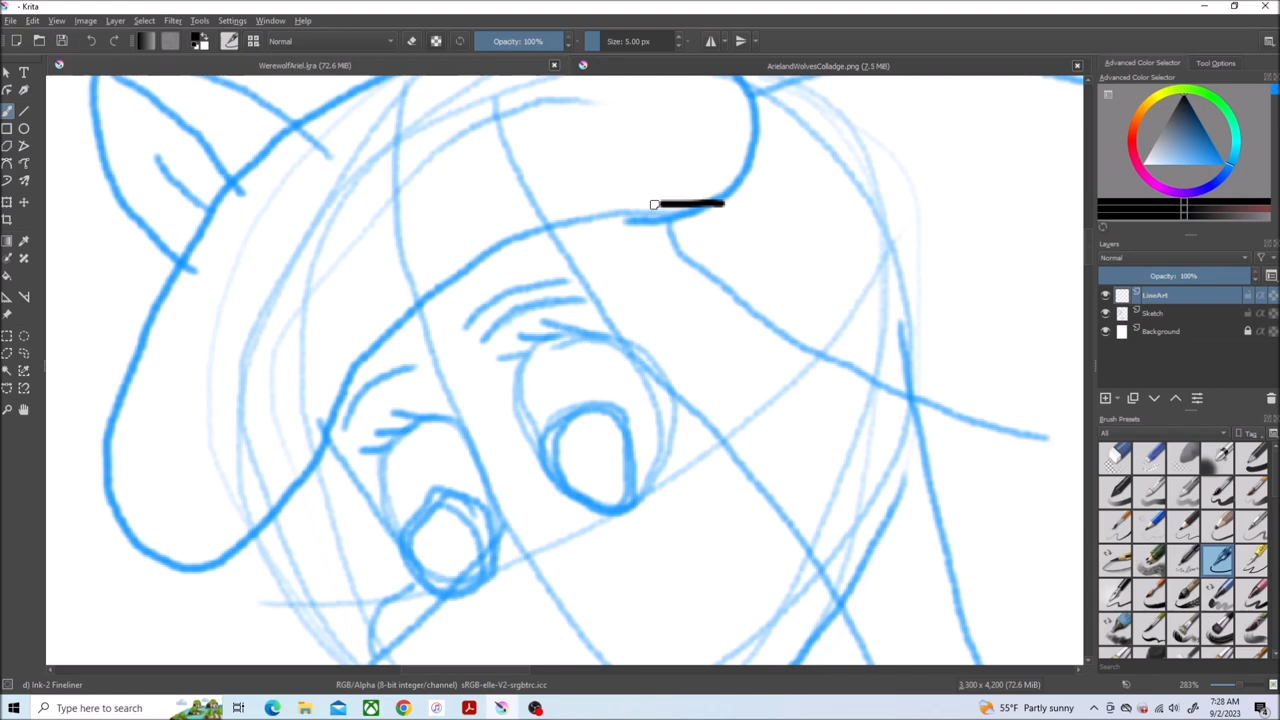 - Krita
File Edit View Image Layer Select Filter Tools Settings Window Help
Normal Opacity: 100% Size: 5.00 px
WerewolfAriel.kra (72.6 MiB) ArielandWolvesColladge.png (7.5 MiB)
Advanced Color Selector Tool Options
Advanced Color Selector
Layers
Normal
Opacity: 100%
LineArt
Sketch
Background
Brush Presets
All Tag
Search
d) Ink-2 Fineliner RGB/Alpha (8-bit integer/channel) sRGB-elle-V2-srgbtrc.icc 3,300 x 4,200 (72.6 MiB) 283%
Type here to search 55°F Partly sunny 7:28 AM
9/2/2023 4